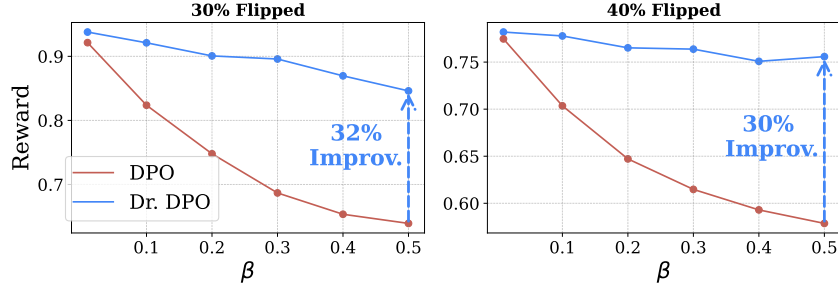 30% Flipped
Reward
0.9
0.8
0.7
32%
Improv.
DPO
Dr. DPO
0.1
0.2
0.3
0.4
0.5
β
40% Flipped
0.75
0.70
0.65
0.60
30%
Improv.
0.1
0.2
0.3
0.4
0.5
β